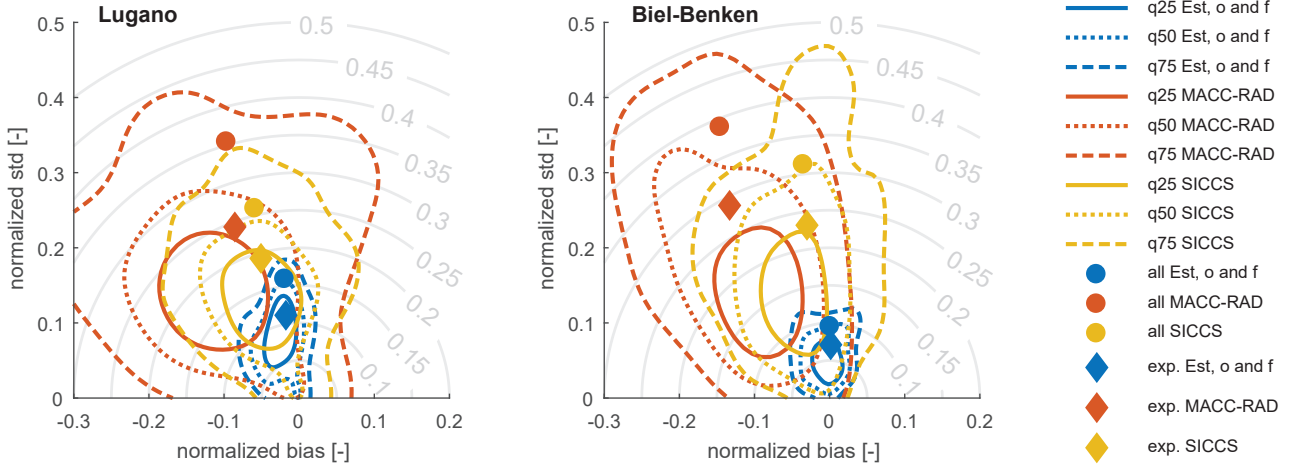 Lugano
0.5
0.4
0.3
0.2
0.1
0
-0.3
-0.2
-0.1
0
0.1
0.2
normalized std [-]
normalized bias [-]
0.5
0.45
0.4
0.35
0.3
0.25
0.2
0.15
0.1
Biel-Benken
0.5
0.4
0.3
0.2
0.1
0
-0.3
-0.2
-0.1
0
0.1
0.2
normalized std [-]
normalized bias [-]
0.5
0.45
0.4
0.35
0.3
0.25
0.2
0.15
0.1
q25 Est, o and f
q50 Est, o and f
q75 Est, o and f
q25 MACC-RAD
q50 MACC-RAD
q75 MACC-RAD
q25 SICCS
q50 SICCS
q75 SICCS
all Est, o and f
all MACC-RAD
all SICCS
exp. Est, o and f
exp. MACC-RAD
exp. SICCS